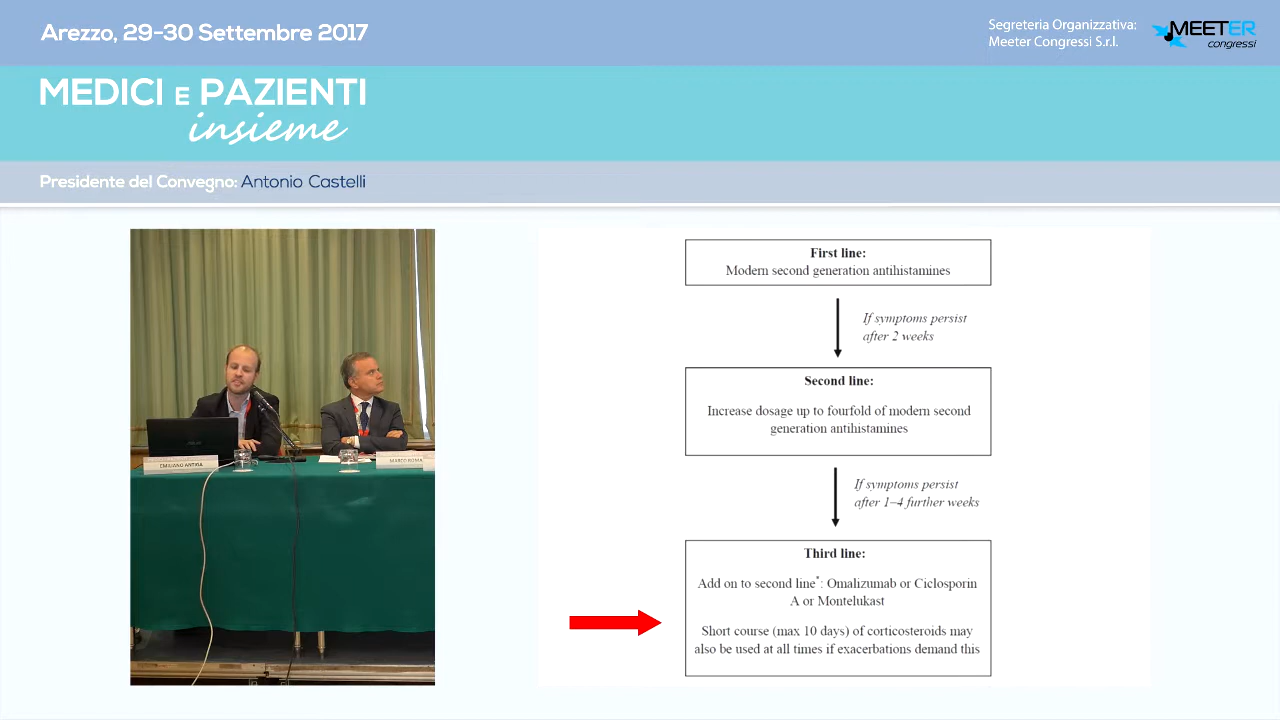 Arezzo, 29-30 Settembre 2017
Segreteria Organizzativa:
Meeter Congressi S.r.l.
MEETER
congressi
MEDICI E PAZIENTI
insieme
Presidente del Convegno: Antonio Castelli
EMILIANO ANTIGA
MARCO ROMA
First line:
Modern second generation antihistamines
If symptoms persist
after 2 weeks
Second line:
Increase dosage up to fourfold of modern second
generation antihistamines
If symptoms persist
after 1–4 further weeks
Third line:
Add on to second line*: Omalizumab or Ciclosporin
A or Montelukast
Short course (max 10 days) of corticosteroids may
also be used at all times if exacerbations demand this